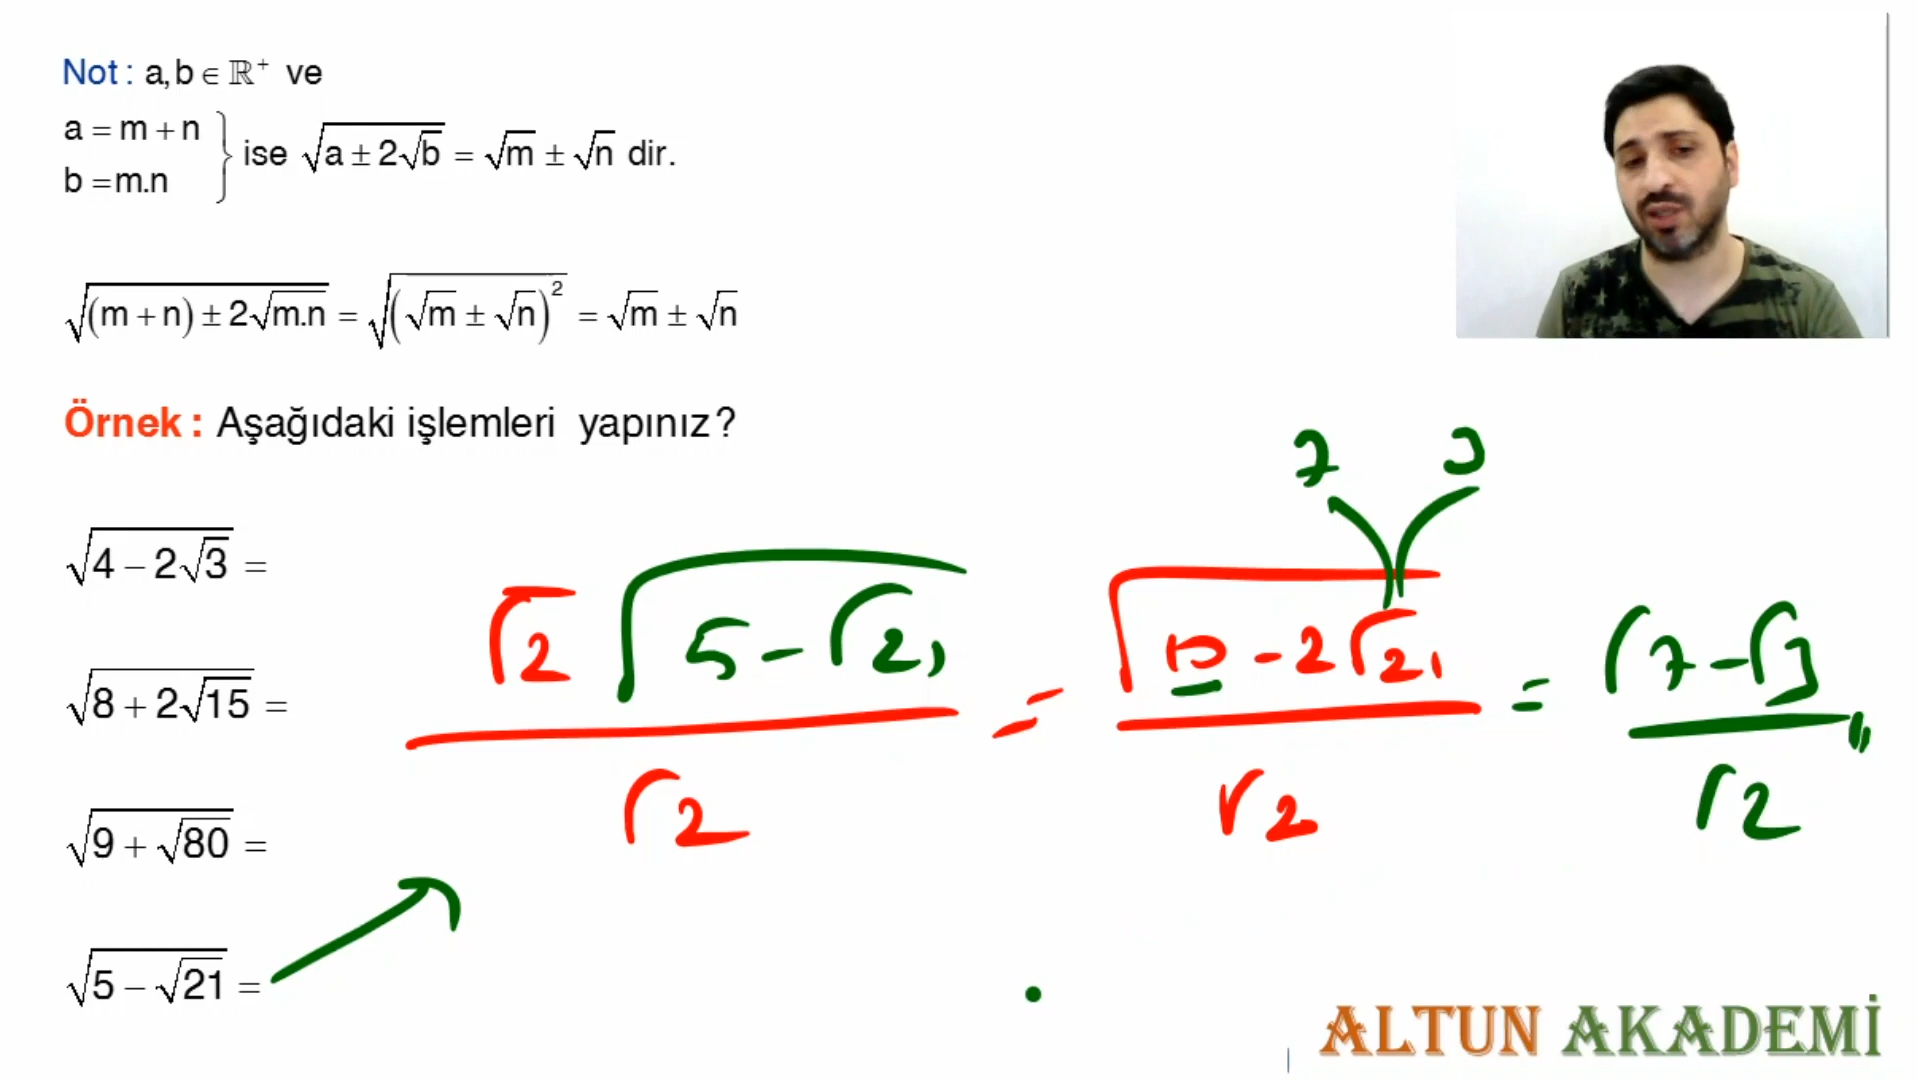 Not : a, b ∈ ℝ⁺ ve
a = m + n
b = m.n
} ise √(a ± 2√b) = √m ± √n dir.
√((m + n) ± 2√(m.n)) = √((√m ± √n)²) = √m ± √n
Örnek : Aşağıdaki işlemleri yapınız?
√(4 − 2√3) =
√(8 + 2√15) =
√(9 + √80) =
√(5 − √21) =
7 3
√2 √(5 − √21) / √2 = √(10 − 2√21) / √2 = (√7 − √3) / √2
ALTUN AKADEMİ